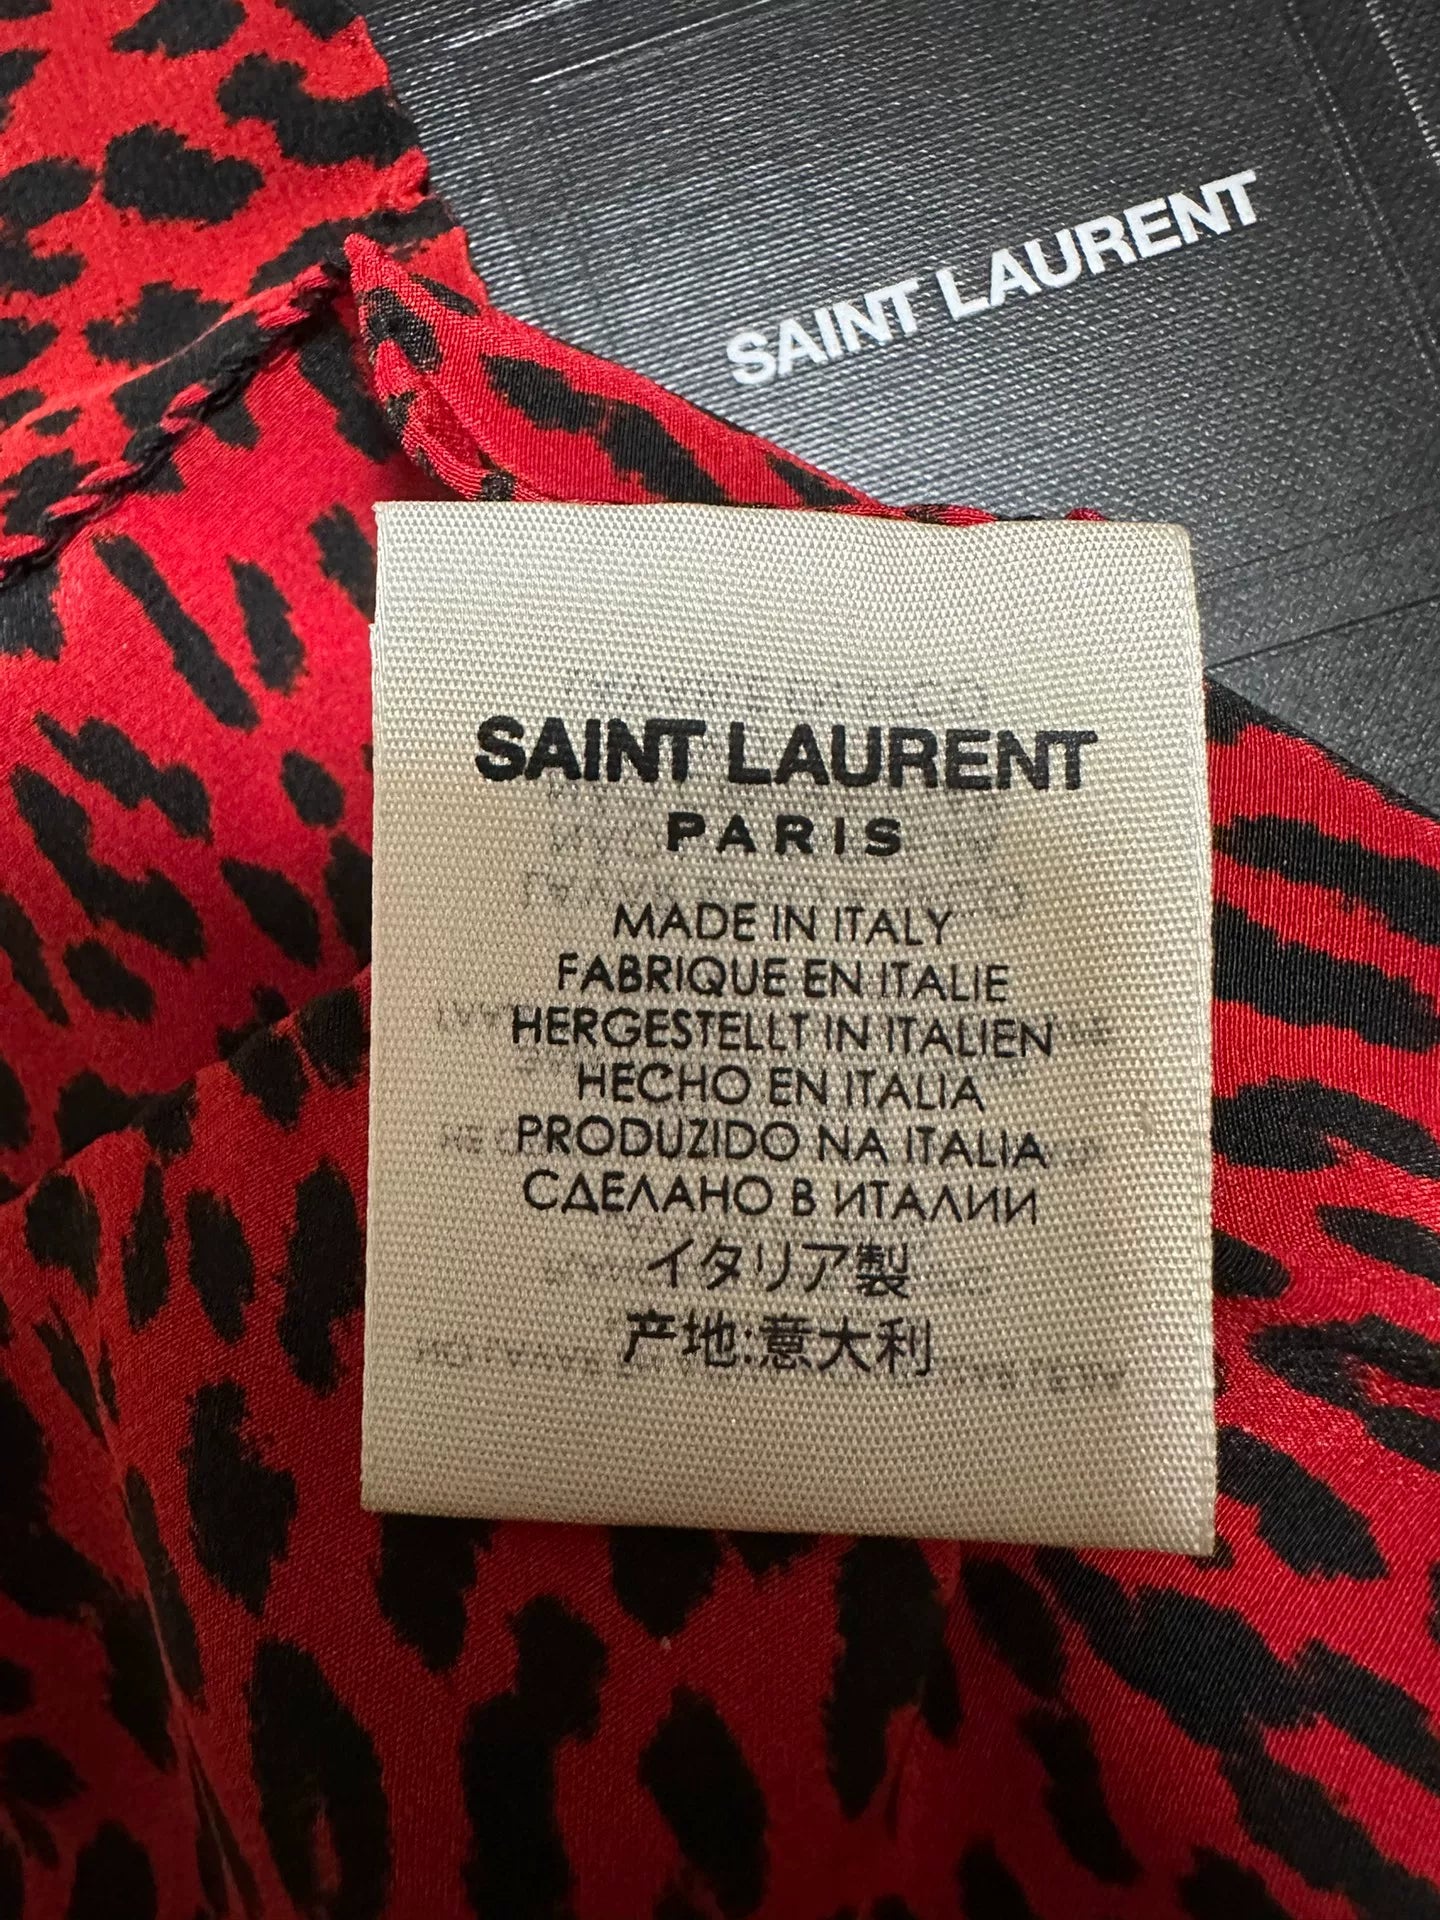 SAINT LAURENT
SAINT LAURENT
PARIS
MADE IN ITALY
FABRIQUE EN ITALIE
HERGESTELLT IN ITALIEN
HECHO EN ITALIA
PRODUZIDO NA ITALIA
СДЕЛАНО В ИТАЛИИ
イタリア製
产地:意大利